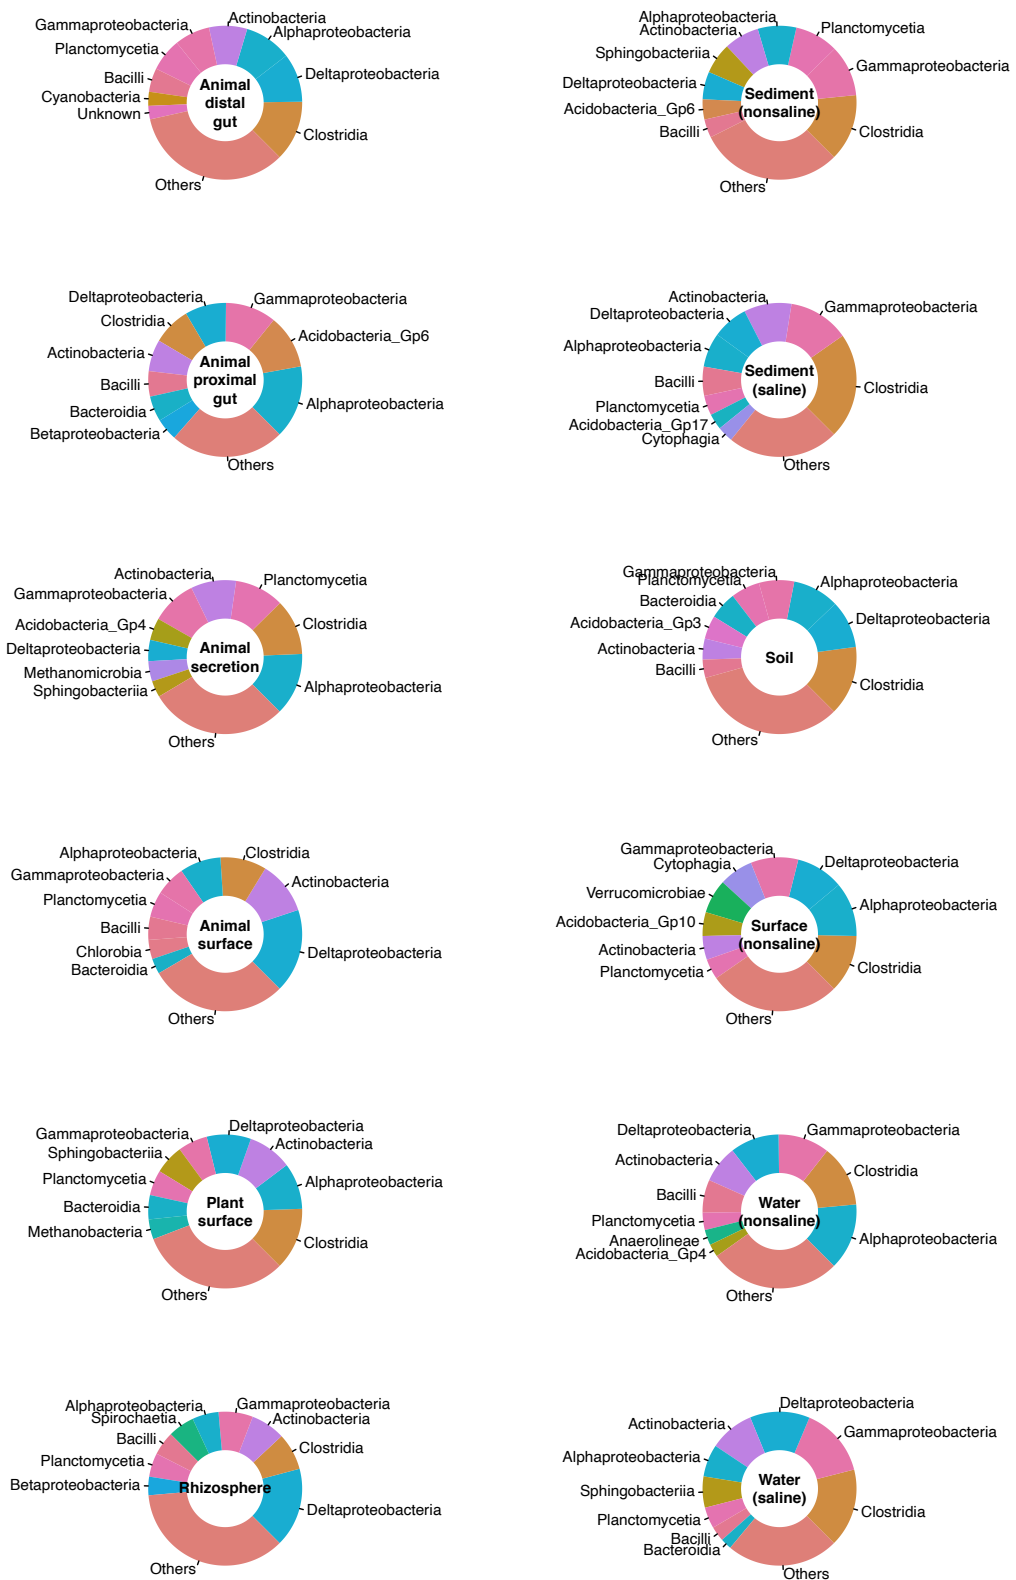 Actinobacteria
Gammaproteobacteria
Alphaproteobacteria
Planctomycetia
Deltaproteobacteria
Bacilli
Cyanobacteria
Unknown
Animal
distal
gut
Clostridia
Others
Alphaproteobacteria
Actinobacteria
Planctomycetia
Sphingobacteriia
Gammaproteobacteria
Deltaproteobacteria
Acidobacteria_Gp6
Bacilli
Sediment
(nonsaline)
Clostridia
Others
Deltaproteobacteria
Gammaproteobacteria
Clostridia
Acidobacteria_Gp6
Actinobacteria
Bacilli
Animal
proximal
gut
Alphaproteobacteria
Bacteroidia
Betaproteobacteria
Others
Actinobacteria
Gammaproteobacteria
Deltaproteobacteria
Alphaproteobacteria
Bacilli
Sediment
(saline)
Clostridia
Planctomycetia
Acidobacteria_Gp17
Cytophagia
Others
Actinobacteria
Planctomycetia
Gammaproteobacteria
Acidobacteria_Gp4
Clostridia
Deltaproteobacteria
Animal
secretion
Methanomicrobia
Sphingobacteriia
Alphaproteobacteria
Others
Gammaproteobacteria
Planctomycetia
Alphaproteobacteria
Bacteroidia
Acidobacteria_Gp3
Deltaproteobacteria
Actinobacteria
Bacilli
Soil
Clostridia
Others
Alphaproteobacteria
Clostridia
Gammaproteobacteria
Actinobacteria
Planctomycetia
Bacilli
Animal
surface
Chlorobia
Bacteroidia
Deltaproteobacteria
Others
Gammaproteobacteria
Cytophagia
Deltaproteobacteria
Verrucomicrobiae
Alphaproteobacteria
Acidobacteria_Gp10
Surface
(nonsaline)
Actinobacteria
Planctomycetia
Clostridia
Others
Deltaproteobacteria
Gammaproteobacteria
Actinobacteria
Sphingobacteriia
Planctomycetia
Alphaproteobacteria
Bacteroidia
Plant
surface
Methanobacteria
Clostridia
Others
Deltaproteobacteria
Gammaproteobacteria
Actinobacteria
Clostridia
Bacilli
Water
(nonsaline)
Planctomycetia
Anaerolineae
Acidobacteria_Gp4
Alphaproteobacteria
Others
Alphaproteobacteria
Gammaproteobacteria
Spirochaetia
Actinobacteria
Bacilli
Clostridia
Planctomycetia
Betaproteobacteria
Rhizosphere
Deltaproteobacteria
Others
Deltaproteobacteria
Actinobacteria
Gammaproteobacteria
Alphaproteobacteria
Sphingobacteriia
Water
(saline)
Clostridia
Planctomycetia
Bacilli
Bacteroidia
Others